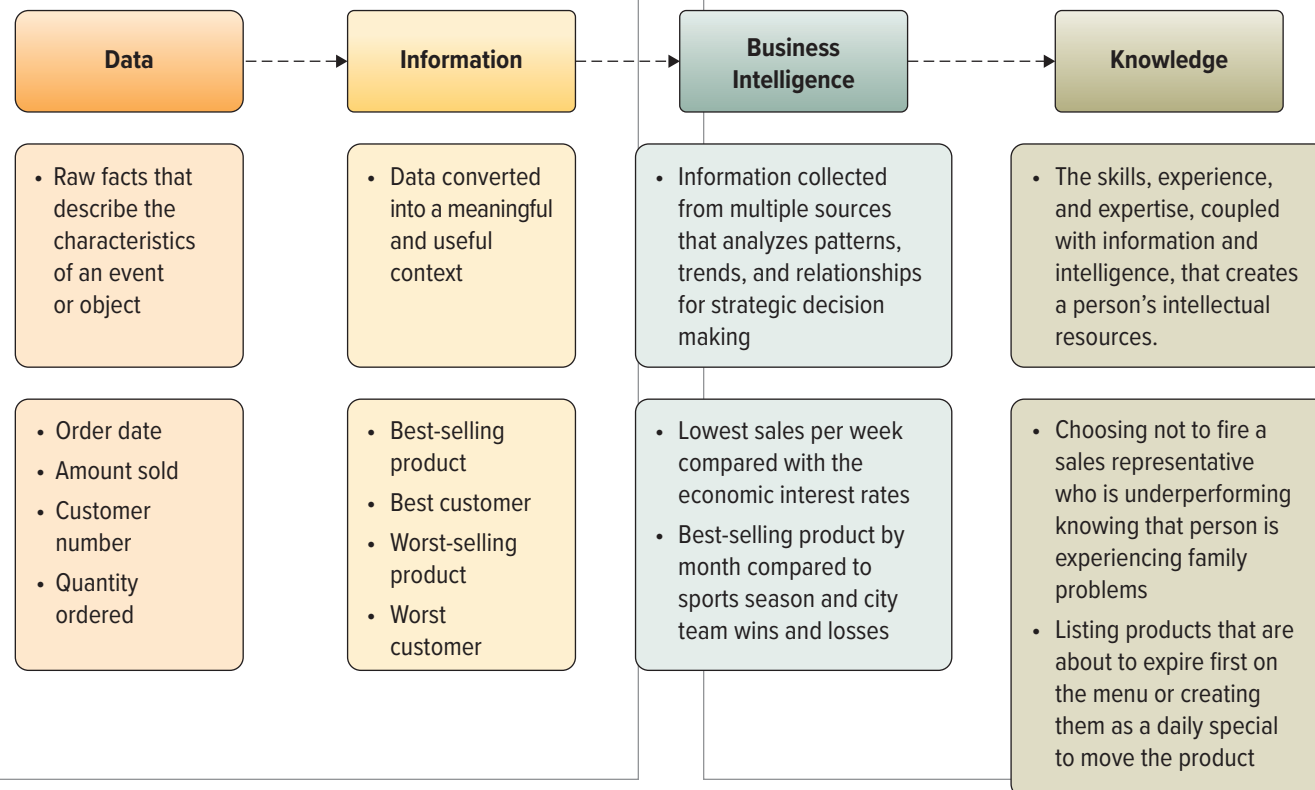 Data
Information
Business
Intelligence
Knowledge
• Raw facts that
describe the
characteristics
of an event
or object
• Data converted
into a meaningful
and useful
context
• Information collected
from multiple sources
that analyzes patterns,
trends, and relationships
for strategic decision
making
• The skills, experience,
and expertise, coupled
with information and
intelligence, that creates
a person’s intellectual
resources.
• Order date
• Amount sold
• Customer
number
• Quantity
ordered
• Best-selling
product
• Best customer
• Worst-selling
product
• Worst
customer
• Lowest sales per week
compared with the
economic interest rates
• Best-selling product by
month compared to
sports season and city
team wins and losses
• Choosing not to fire a
sales representative
who is underperforming
knowing that person is
experiencing family
problems
• Listing products that are
about to expire first on
the menu or creating
them as a daily special
to move the product